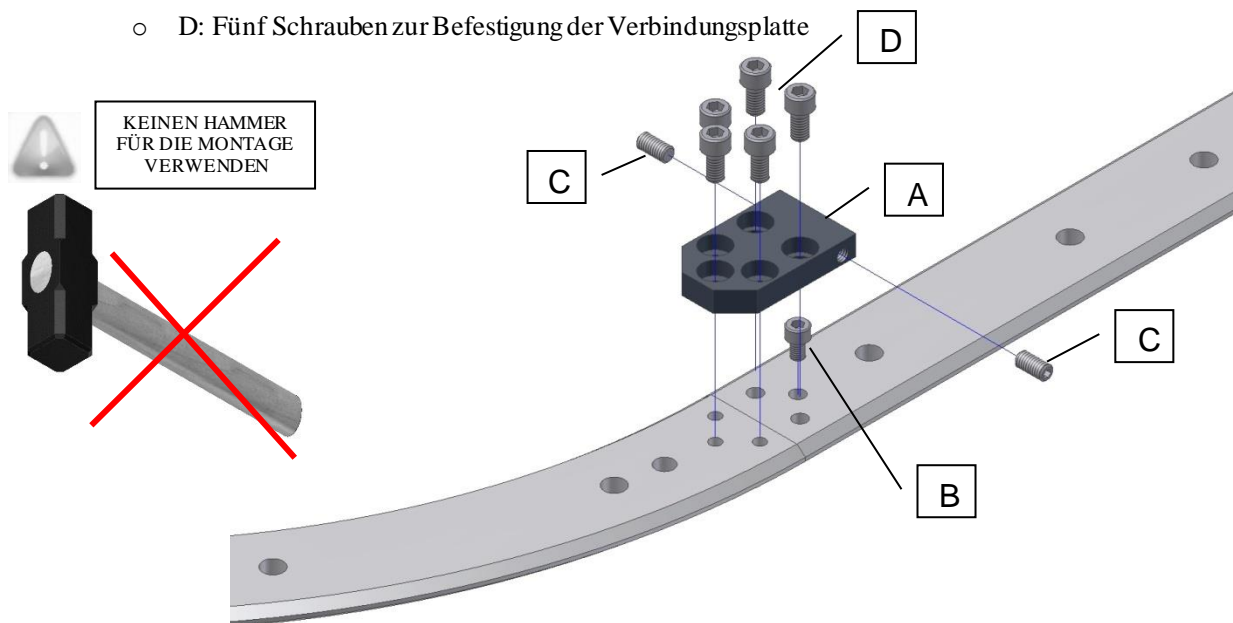 o D: Fünf Schrauben zur Befestigung der Verbindungsplatte
D
KEINEN HAMMER
FÜR DIE MONTAGE
VERWENDEN
C
A
C
B